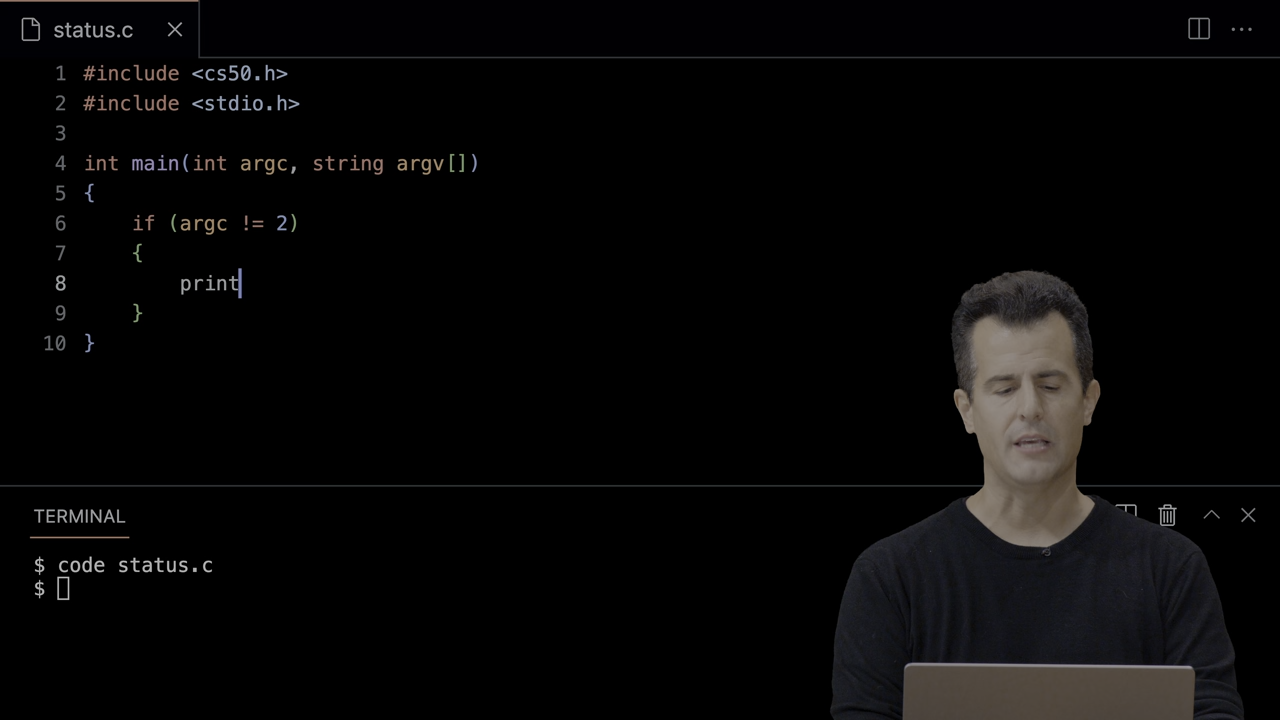 status.c
1 #include <cs50.h>
2 #include <stdio.h>
3
4 int main(int argc, string argv[])
5 {
6     if (argc != 2)
7     {
8         print
9     }
10 }
TERMINAL
$ code status.c
$